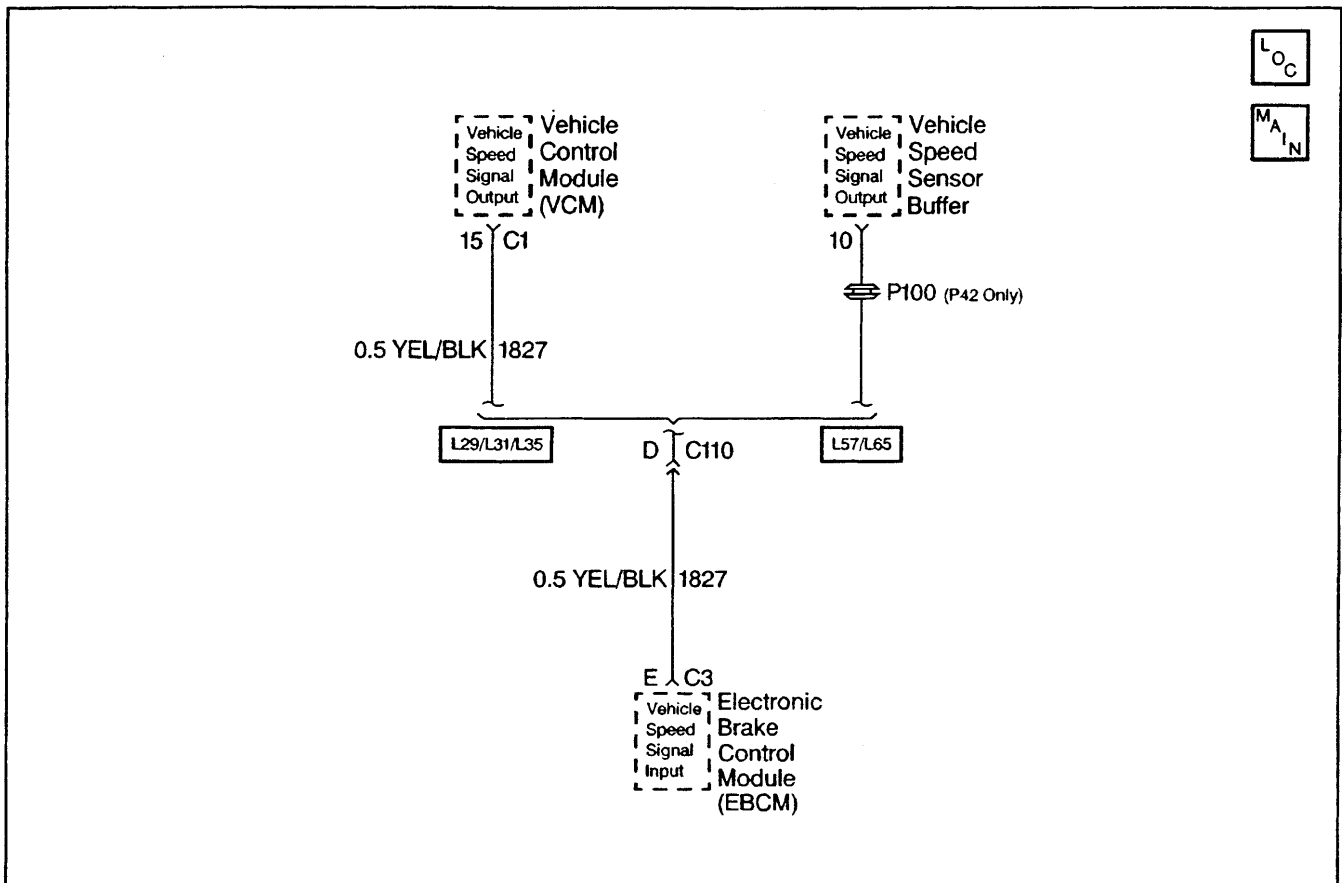 LOC
MAIN
Vehicle
Speed
Signal
Output
Vehicle
Control
Module
(VCM)
Vehicle
Speed
Signal
Output
Vehicle
Speed
Sensor
Buffer
15 C1
10
P100 (P42 Only)
0.5 YEL/BLK 1827
L29/L31/L35
D C110
L57/L65
0.5 YEL/BLK 1827
E C3
Vehicle
Speed
Signal
Input
Electronic
Brake
Control
Module
(EBCM)